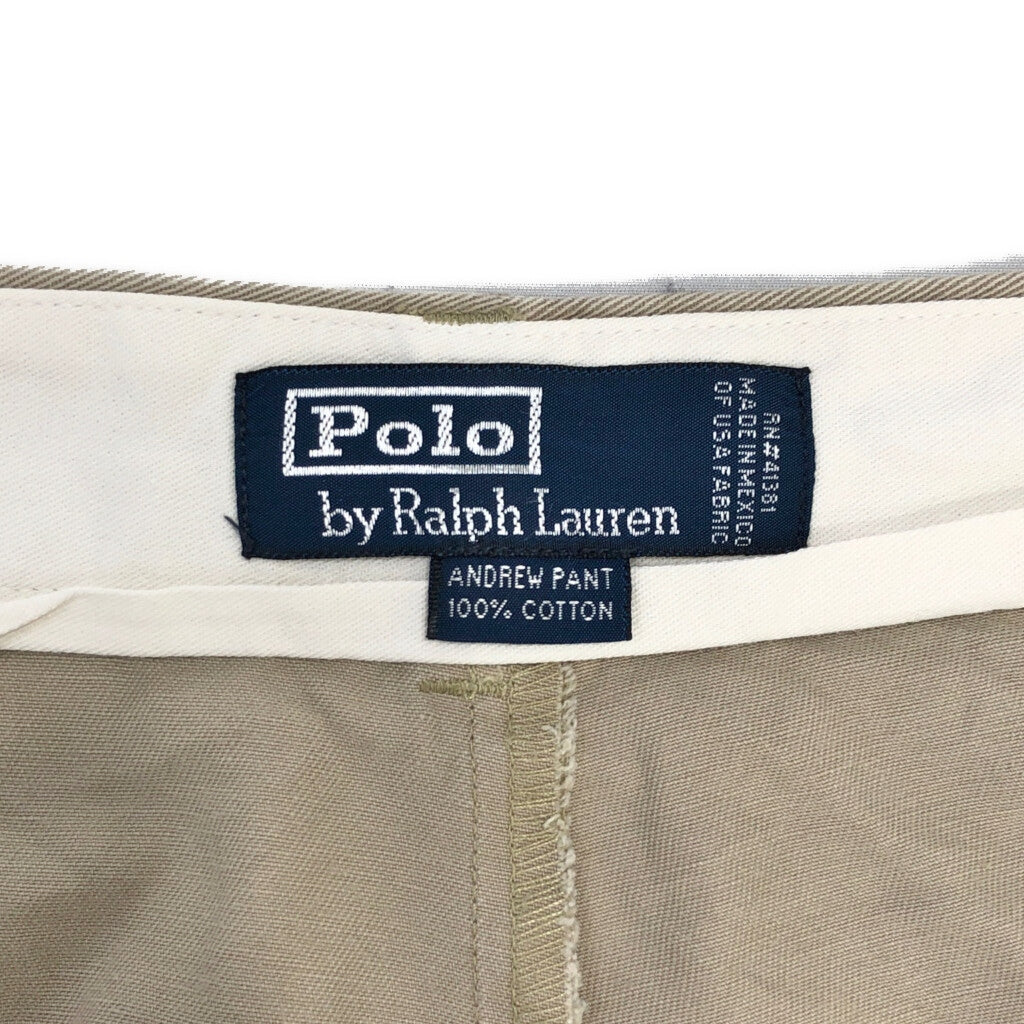 Polo
by Ralph Lauren
RN#41381
MADE IN MEXICO
OF USA FABRIC
ANDREW PANT
100% COTTON